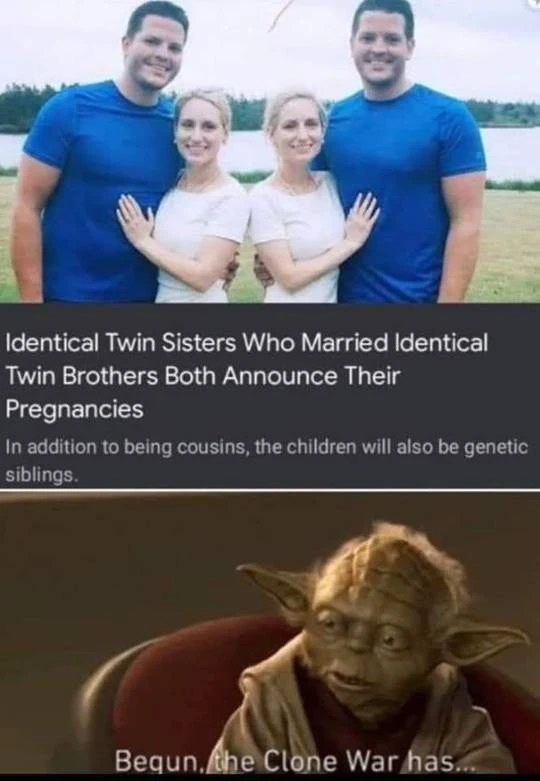 Identical Twin Sisters Who Married Identical
Twin Brothers Both Announce Their
Pregnancies
In addition to being cousins, the children will also be genetic
siblings.
Begun, the Clone War has...